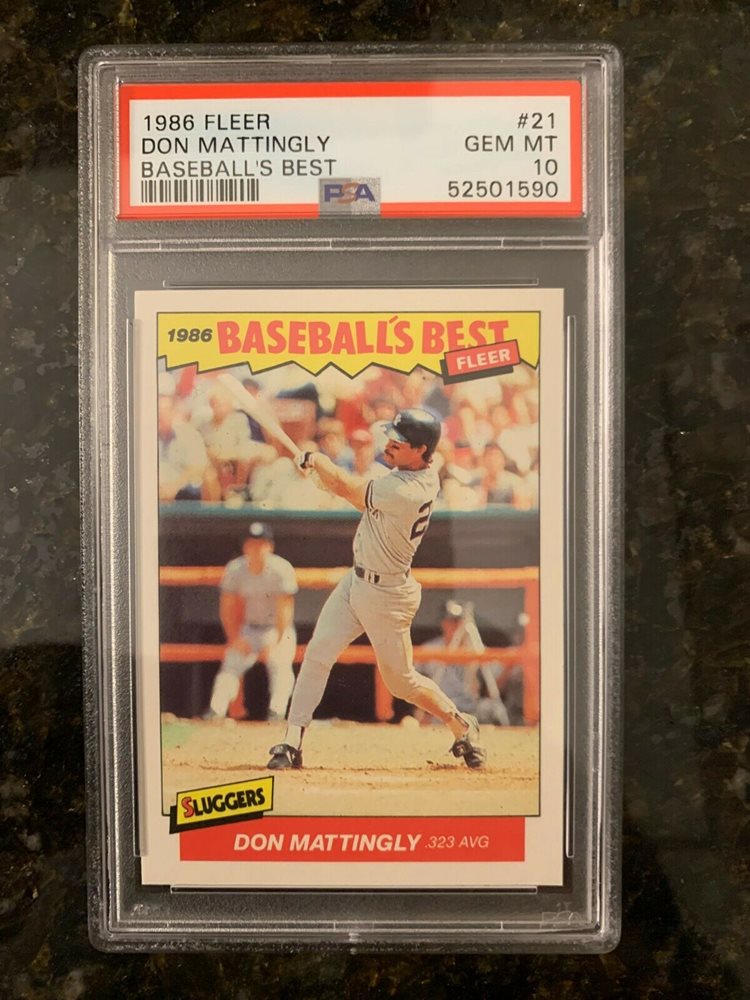 1986 FLEER #21
DON MATTINGLY GEM MT
BASEBALL'S BEST 10
PSA 52501590
1986 BASEBALL'S BEST
FLEER
2
SLUGGERS
DON MATTINGLY .323 AVG